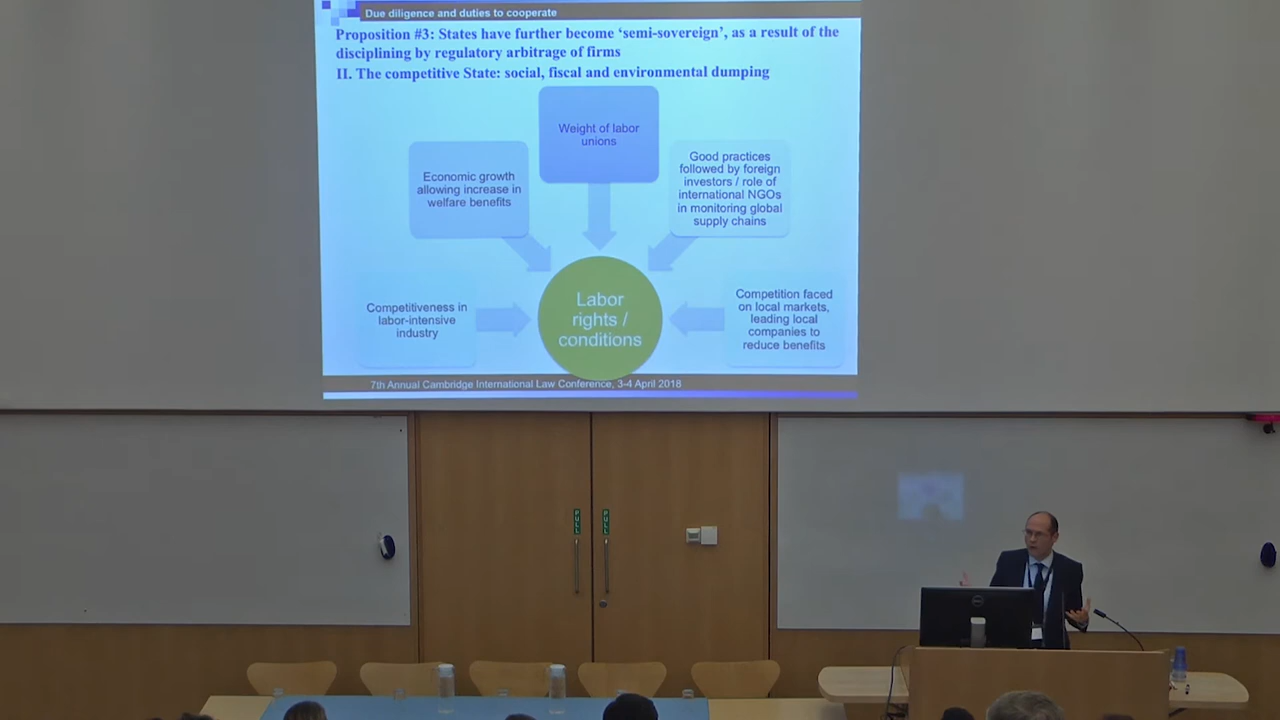 Due diligence and duties to cooperate
Proposition #3: States have further become ‘semi-sovereign’, as a result of the
disciplining by regulatory arbitrage of firms
II. The competitive State: social, fiscal and environmental dumping
Weight of labor
unions
Economic growth
allowing increase in
welfare benefits
Good practices
followed by foreign
investors / role of
international NGOs
in monitoring global
supply chains
Competitiveness in
labor-intensive
industry
Labor
rights /
conditions
Competition faced
on local markets,
leading local
companies to
reduce benefits
7th Annual Cambridge International Law Conference, 3-4 April 2018
PULL
PULL
DELL